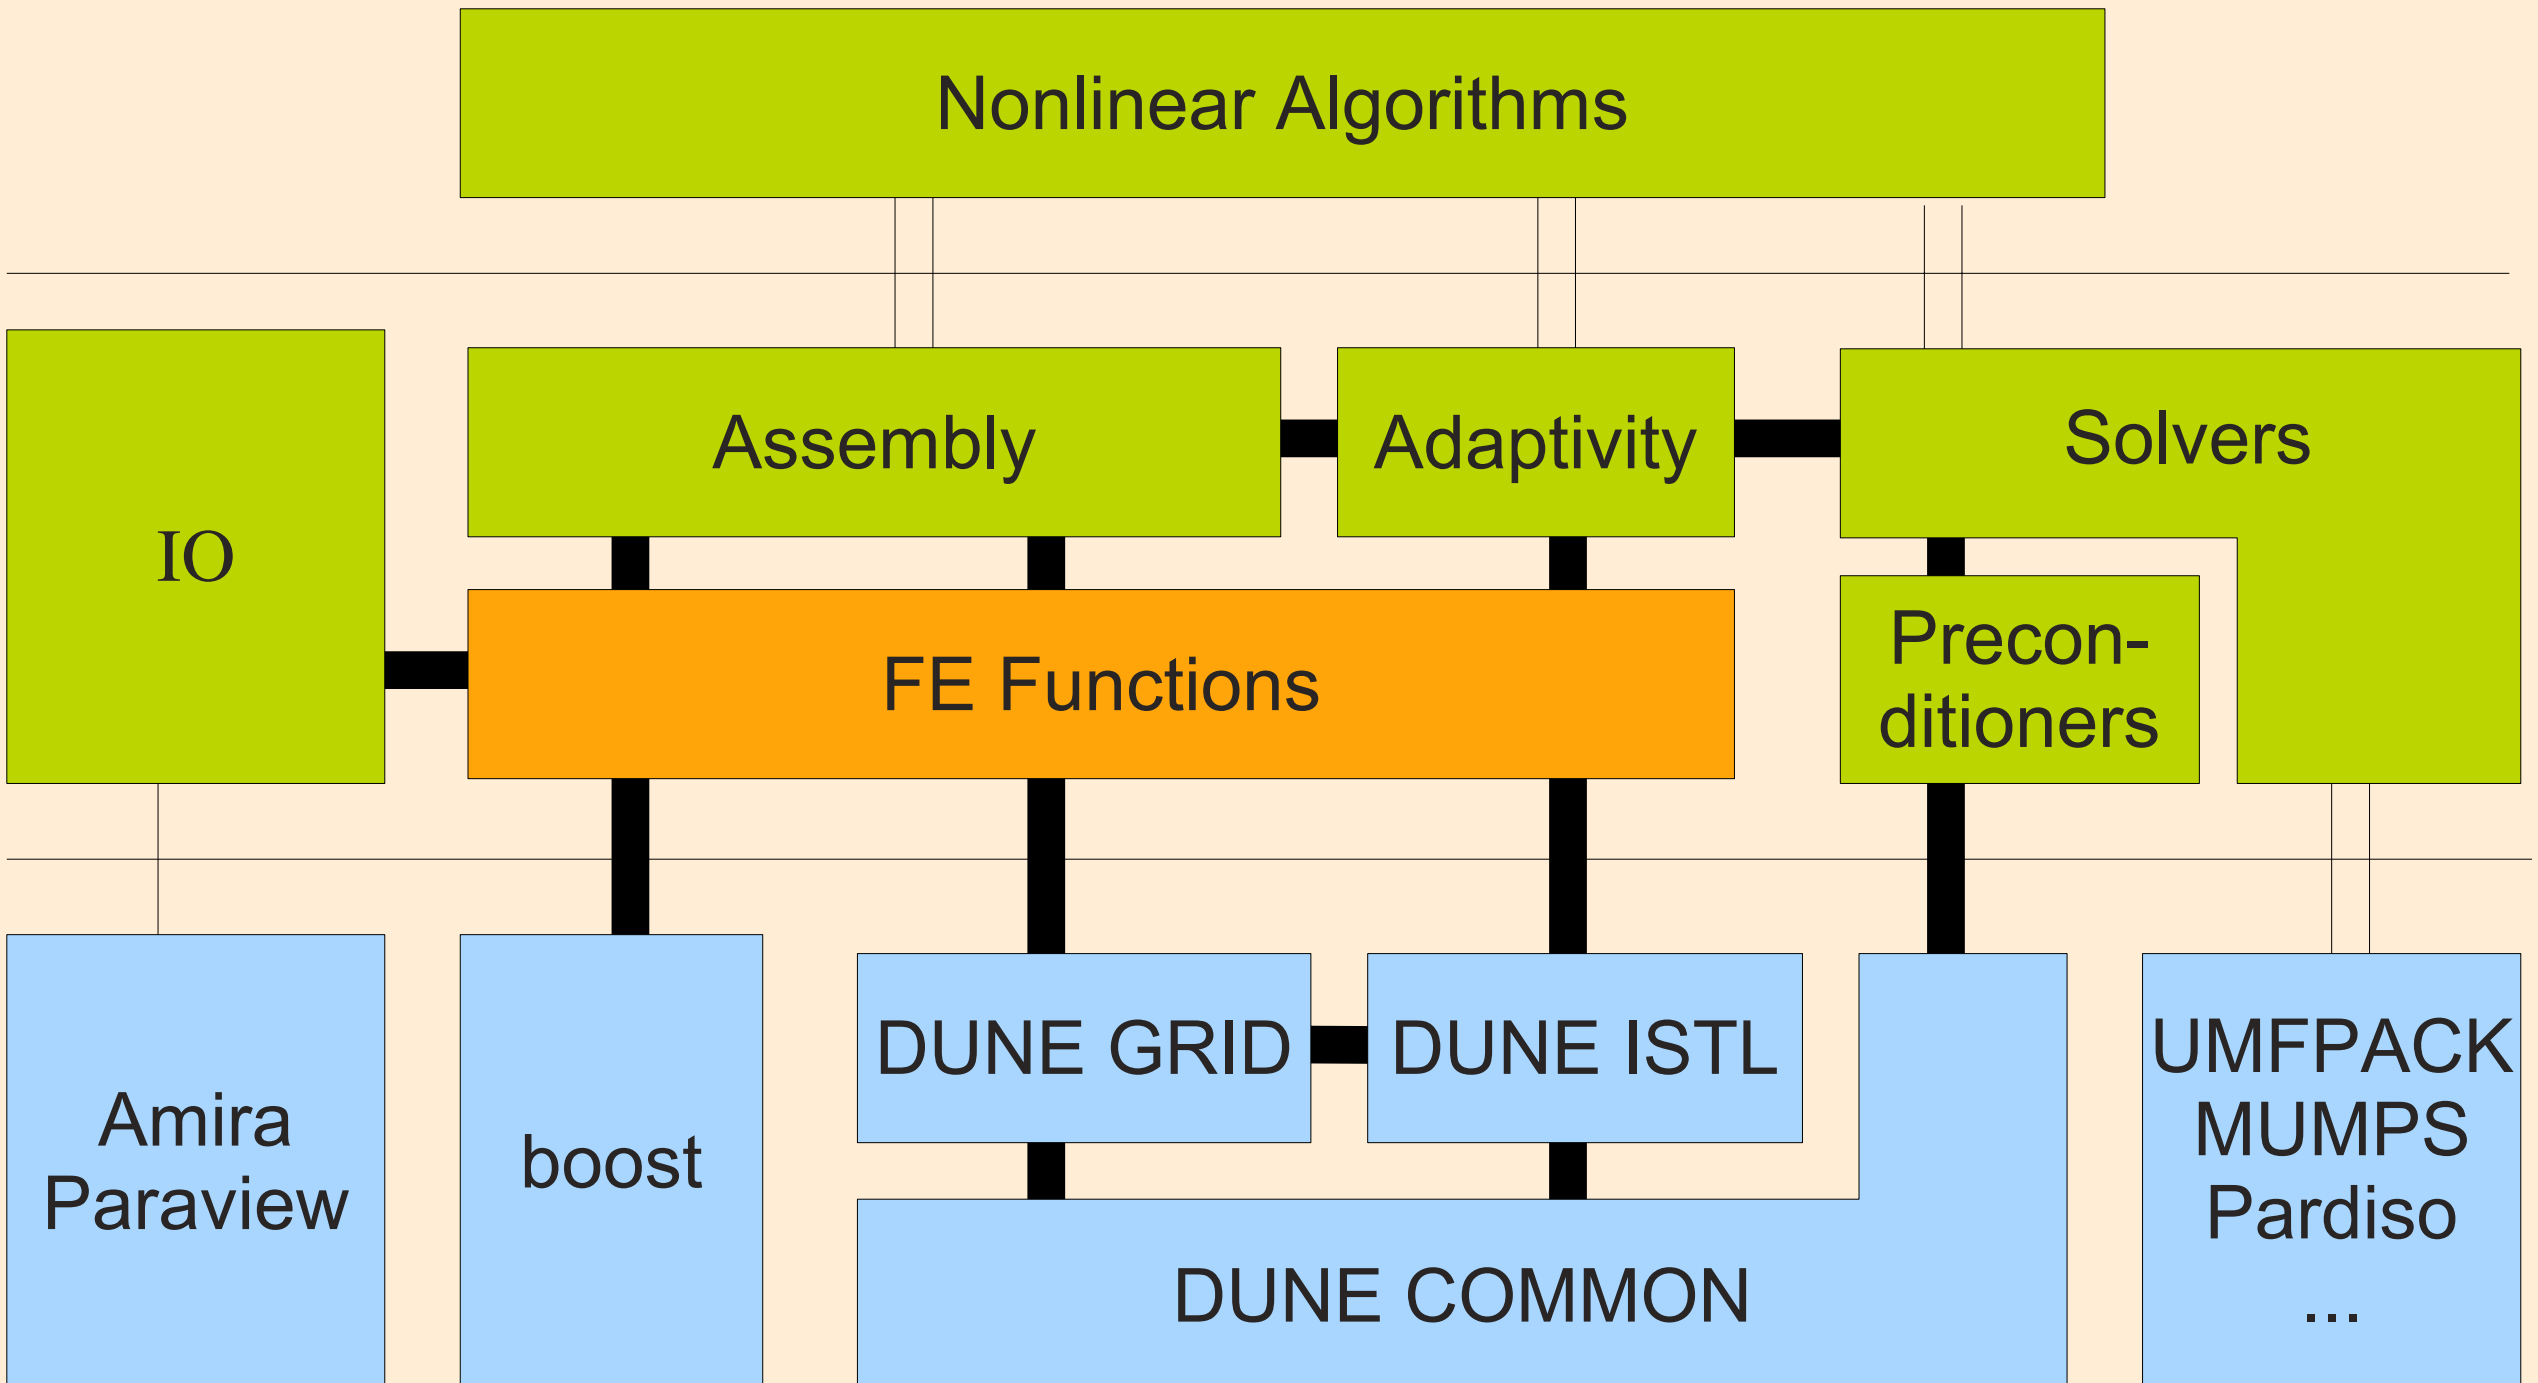 Nonlinear Algorithms
IO
Assembly
Adaptivity
Solvers
FE Functions
Precon-
ditioners
Amira
Paraview
boost
DUNE GRID
DUNE ISTL
DUNE COMMON
UMFPACK
MUMPS
Pardiso
...